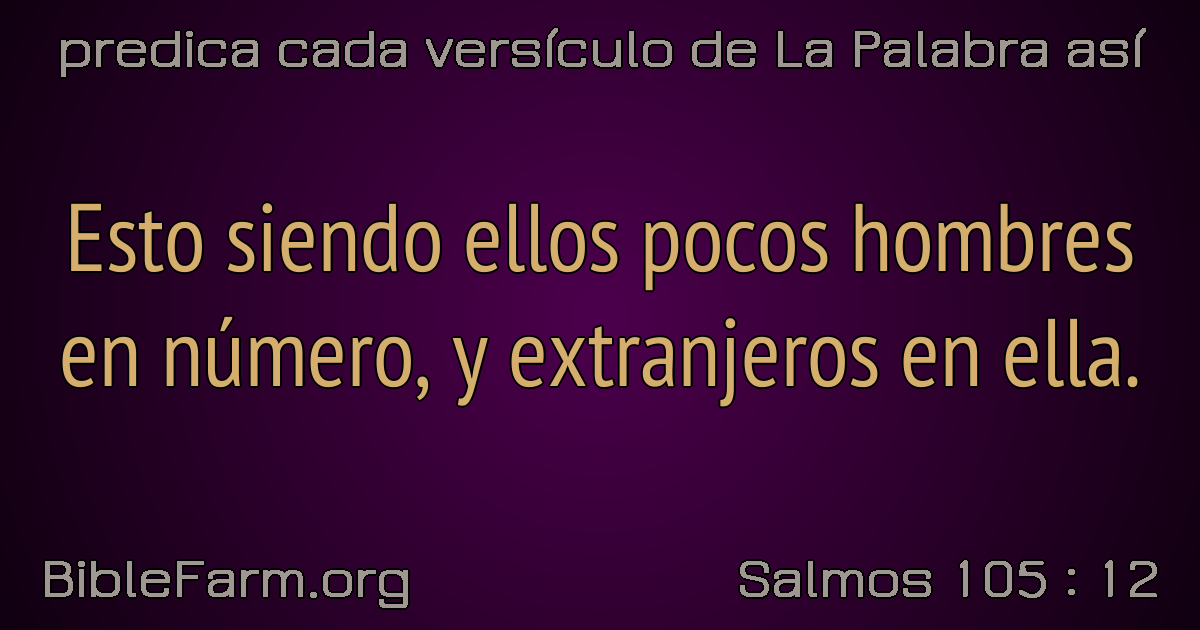 predica cada versículo de La Palabra así
Esto siendo ellos pocos hombres
en número, y extranjeros en ella.
BibleFarm.org
Salmos 105 : 12